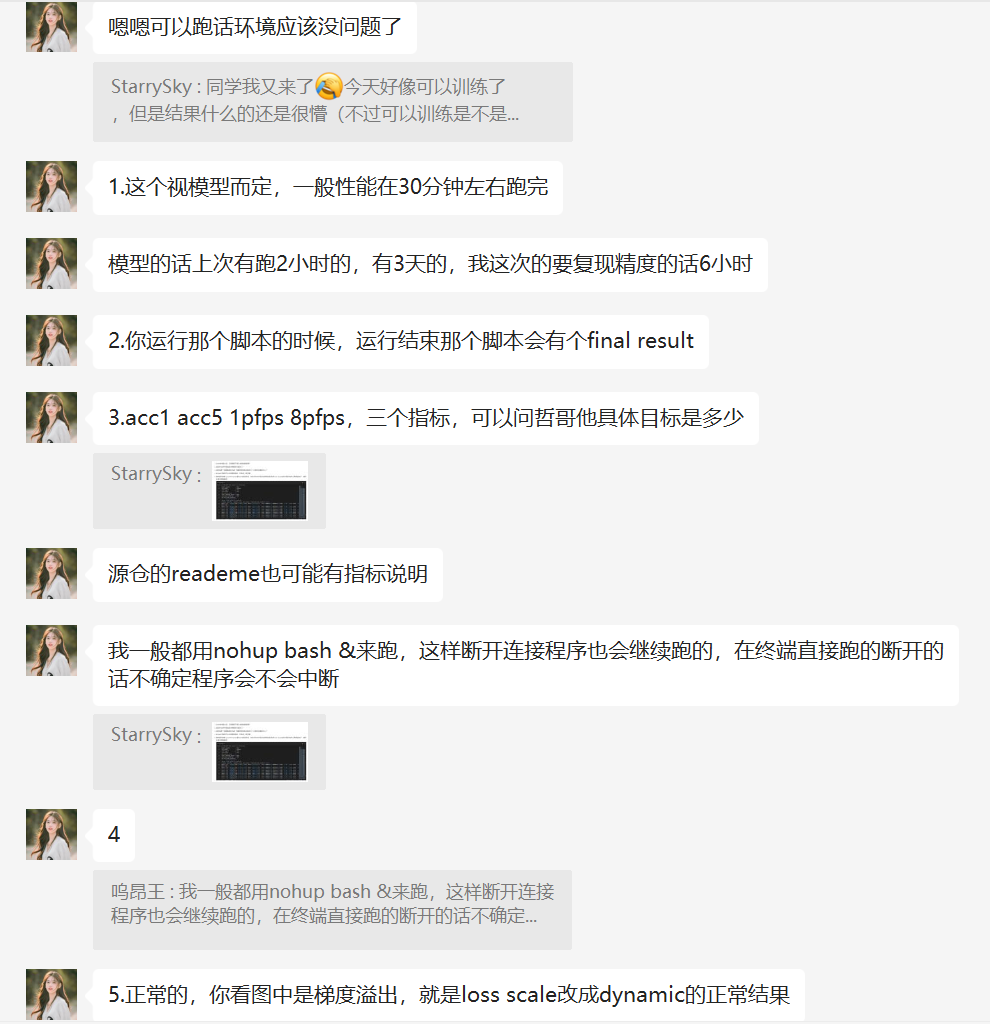 嗯嗯可以跑话环境应该没问题了
StarrySky : 同学我又来了🤣今天好像可以训练了
，但是结果什么的还是很懵（不过可以训练是不是...
1.这个视模型而定，一般性能在30分钟左右跑完
模型的话上次有跑2小时的，有3天的，我这次的要复现精度的话6小时
2.你运行那个脚本的时候，运行结束那个脚本会有个final result
3.acc1 acc5 1pfps 8pfps，三个指标，可以问哲哥他具体目标是多少
StarrySky :
源仓的reademe也可能有指标说明
我一般都用nohup bash &来跑，这样断开连接程序也会继续跑的，在终端直接跑的断开的
话不确定程序会不会中断
StarrySky :
4
呜昂王 : 我一般都用nohup bash &来跑，这样断开连接
程序也会继续跑的，在终端直接跑的断开的话不确定...
5.正常的，你看图中是梯度溢出，就是loss scale改成dynamic的正常结果